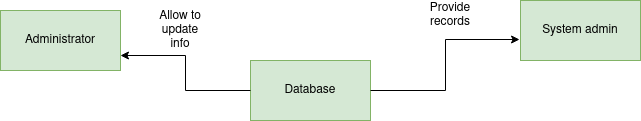 Administrator
Allow to
update
info
Database
Provide
records
System admin